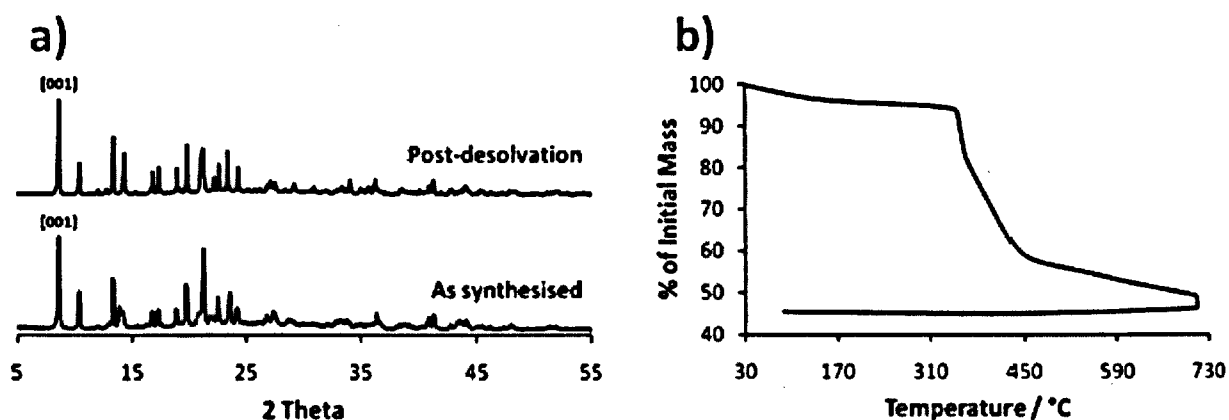 a)
[001]
Post-desolvation
[001]
As synthesised
5 15 25 35 45 55
2 Theta
b)
100
90
80
70
60
50
40
% of Initial Mass
30 170 310 450 590 730
Temperature / °C